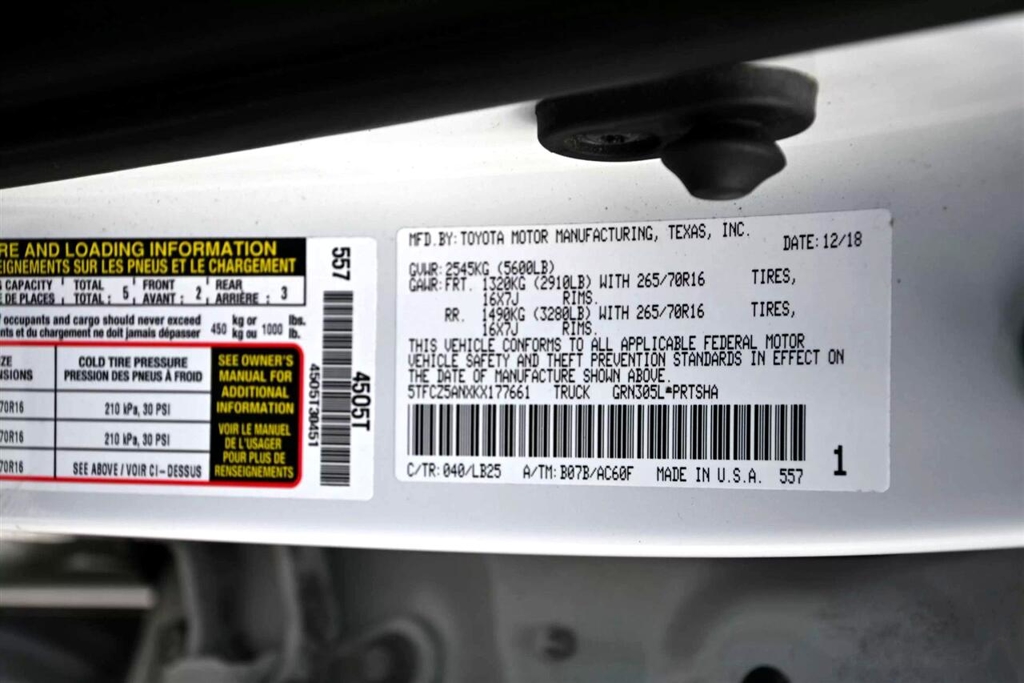 RE AND LOADING INFORMATION
EIGNEMENTS SUR LES PNEUS ET LE CHARGEMENT
CAPACITY TOTAL FRONT REAR
DE PLACES TOTAL : 5 AVANT : 2 ARRIÈRE : 3
occupants and cargo should never exceed kg or lbs.
nts et du chargement ne doit jamais dépasser 450 kg ou 1000 lb.
ZE COLD TIRE PRESSURE
NSIONS PRESSION DES PNEUS À FROID
70R16 210 kPa, 30 PSI
70R16 210 kPa, 30 PSI
70R16 SEE ABOVE / VOIR CI-DESSUS
SEE OWNER'S
MANUAL FOR
ADDITIONAL
INFORMATION
VOIR LE MANUEL
DE L'USAGER
POUR PLUS DE
RENSEIGNEMENTS
557
4505T
4505T30451
MFD.BY:TOYOTA MOTOR MANUFACTURING, TEXAS, INC. DATE:12/18
GVWR:2545KG (5600LB)
GAWR:FRT. 1320KG (2910LB) WITH 265/70R16 TIRES,
16X7J RIMS.
RR. 1490KG (3280LB) WITH 265/70R16 TIRES,
16X7J RIMS.
THIS VEHICLE CONFORMS TO ALL APPLICABLE FEDERAL MOTOR
VEHICLE SAFETY AND THEFT PREVENTION STANDARDS IN EFFECT ON
THE DATE OF MANUFACTURE SHOWN ABOVE.
5TFCZ5ANXKX177661 TRUCK GRN305L*PRTSHA
C/TR:040/LB25 A/TM:B07B/AC60F MADE IN U.S.A. 557
1